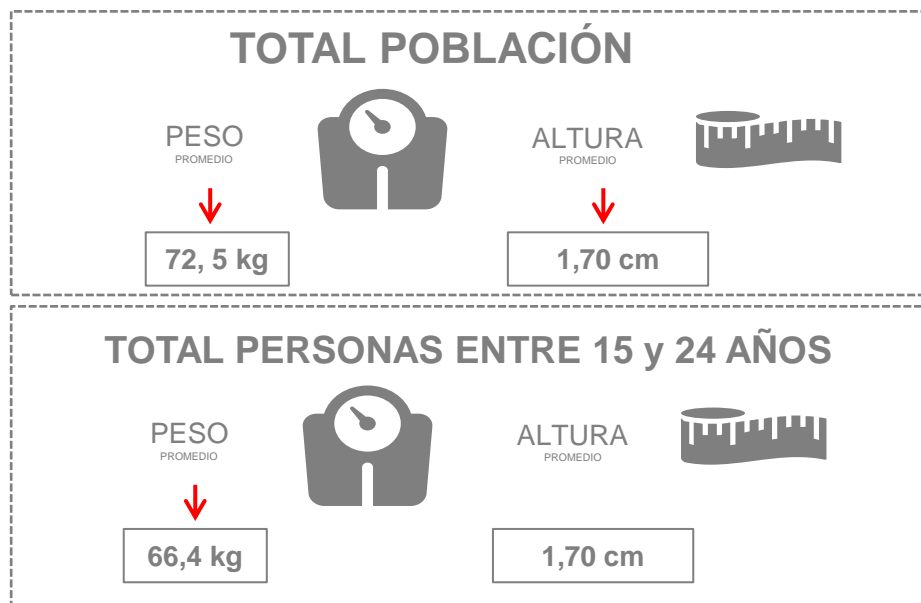 TOTAL POBLACIÓN
PESO
PROMEDIO
ALTURA
PROMEDIO
72, 5 kg
1,70 cm
TOTAL PERSONAS ENTRE 15 y 24 AÑOS
PESO
PROMEDIO
ALTURA
PROMEDIO
66,4 kg
1,70 cm